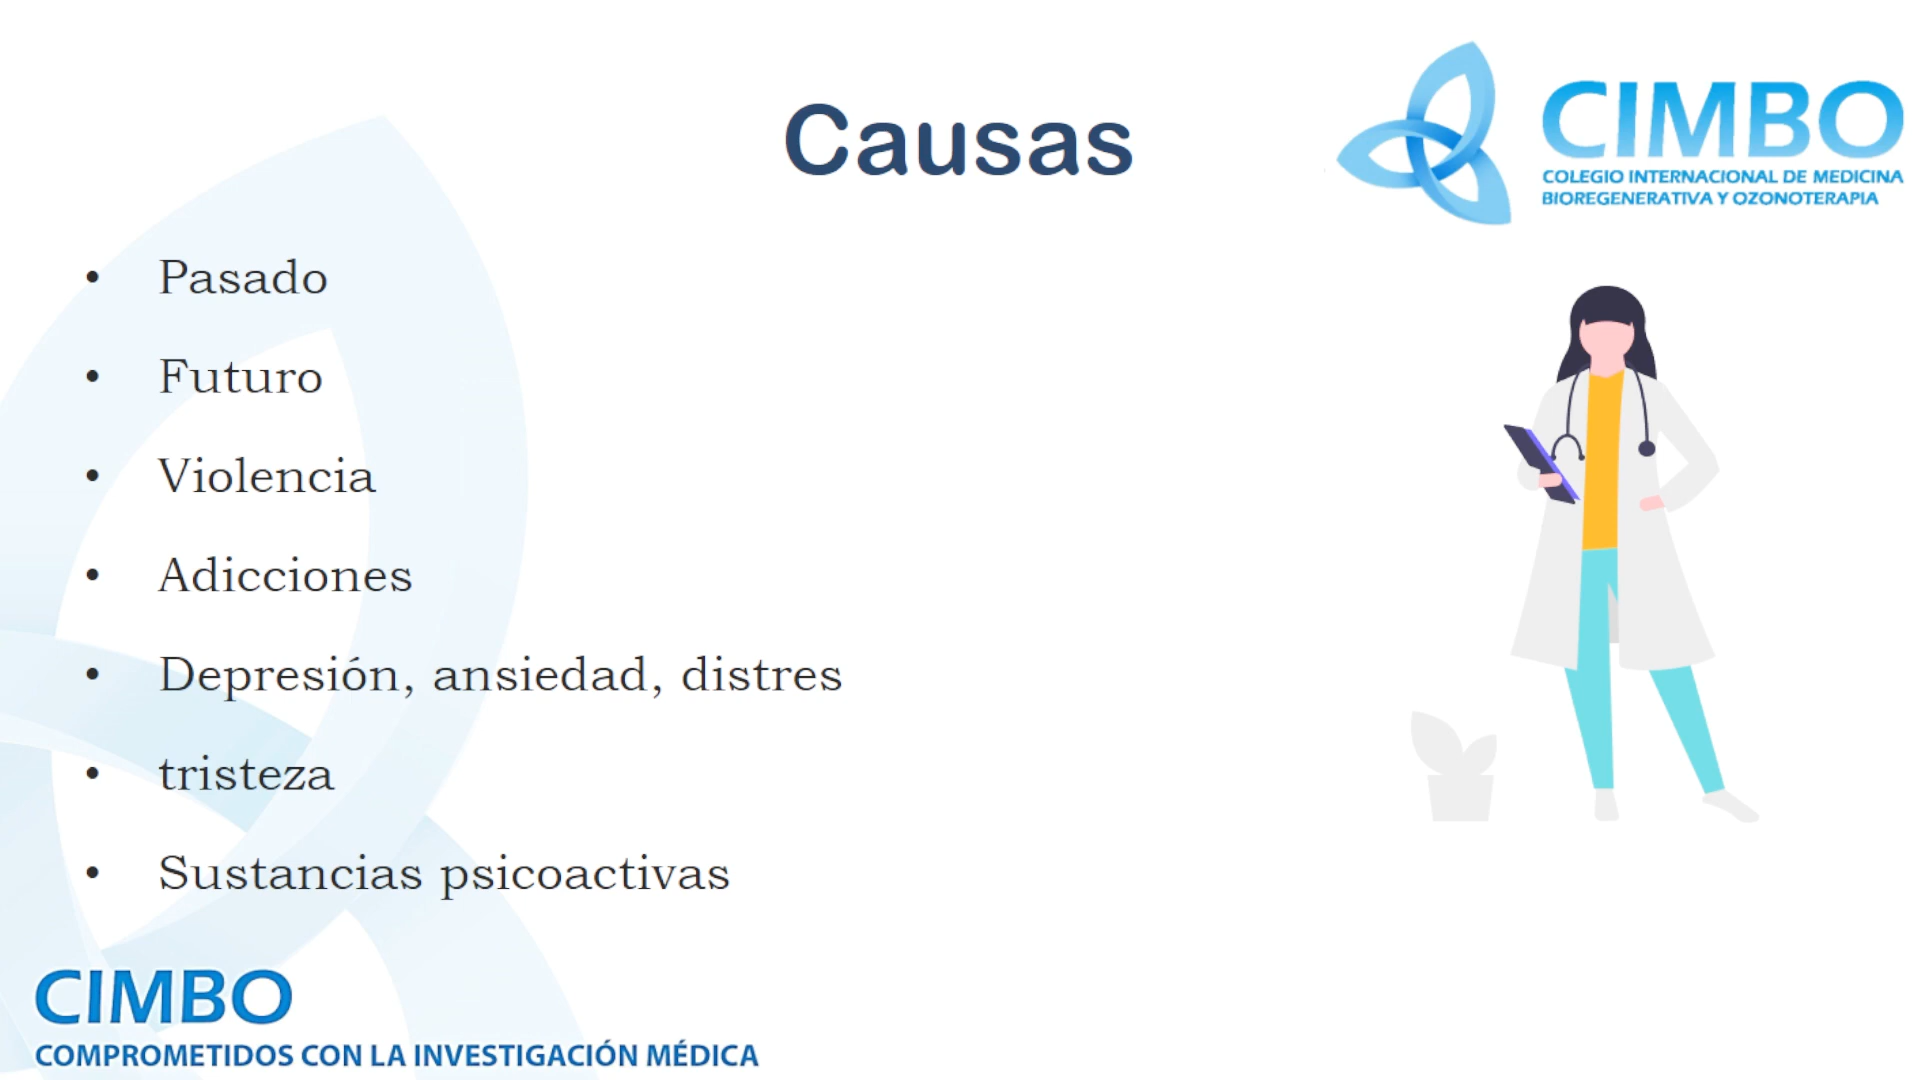 Causas
CIMBO
COLEGIO INTERNACIONAL DE MEDICINA
BIOREGENERATIVA Y OZONOTERAPIA
• Pasado
• Futuro
• Violencia
• Adicciones
• Depresión, ansiedad, distres
• tristeza
• Sustancias psicoactivas
CIMBO
COMPROMETIDOS CON LA INVESTIGACIÓN MÉDICA